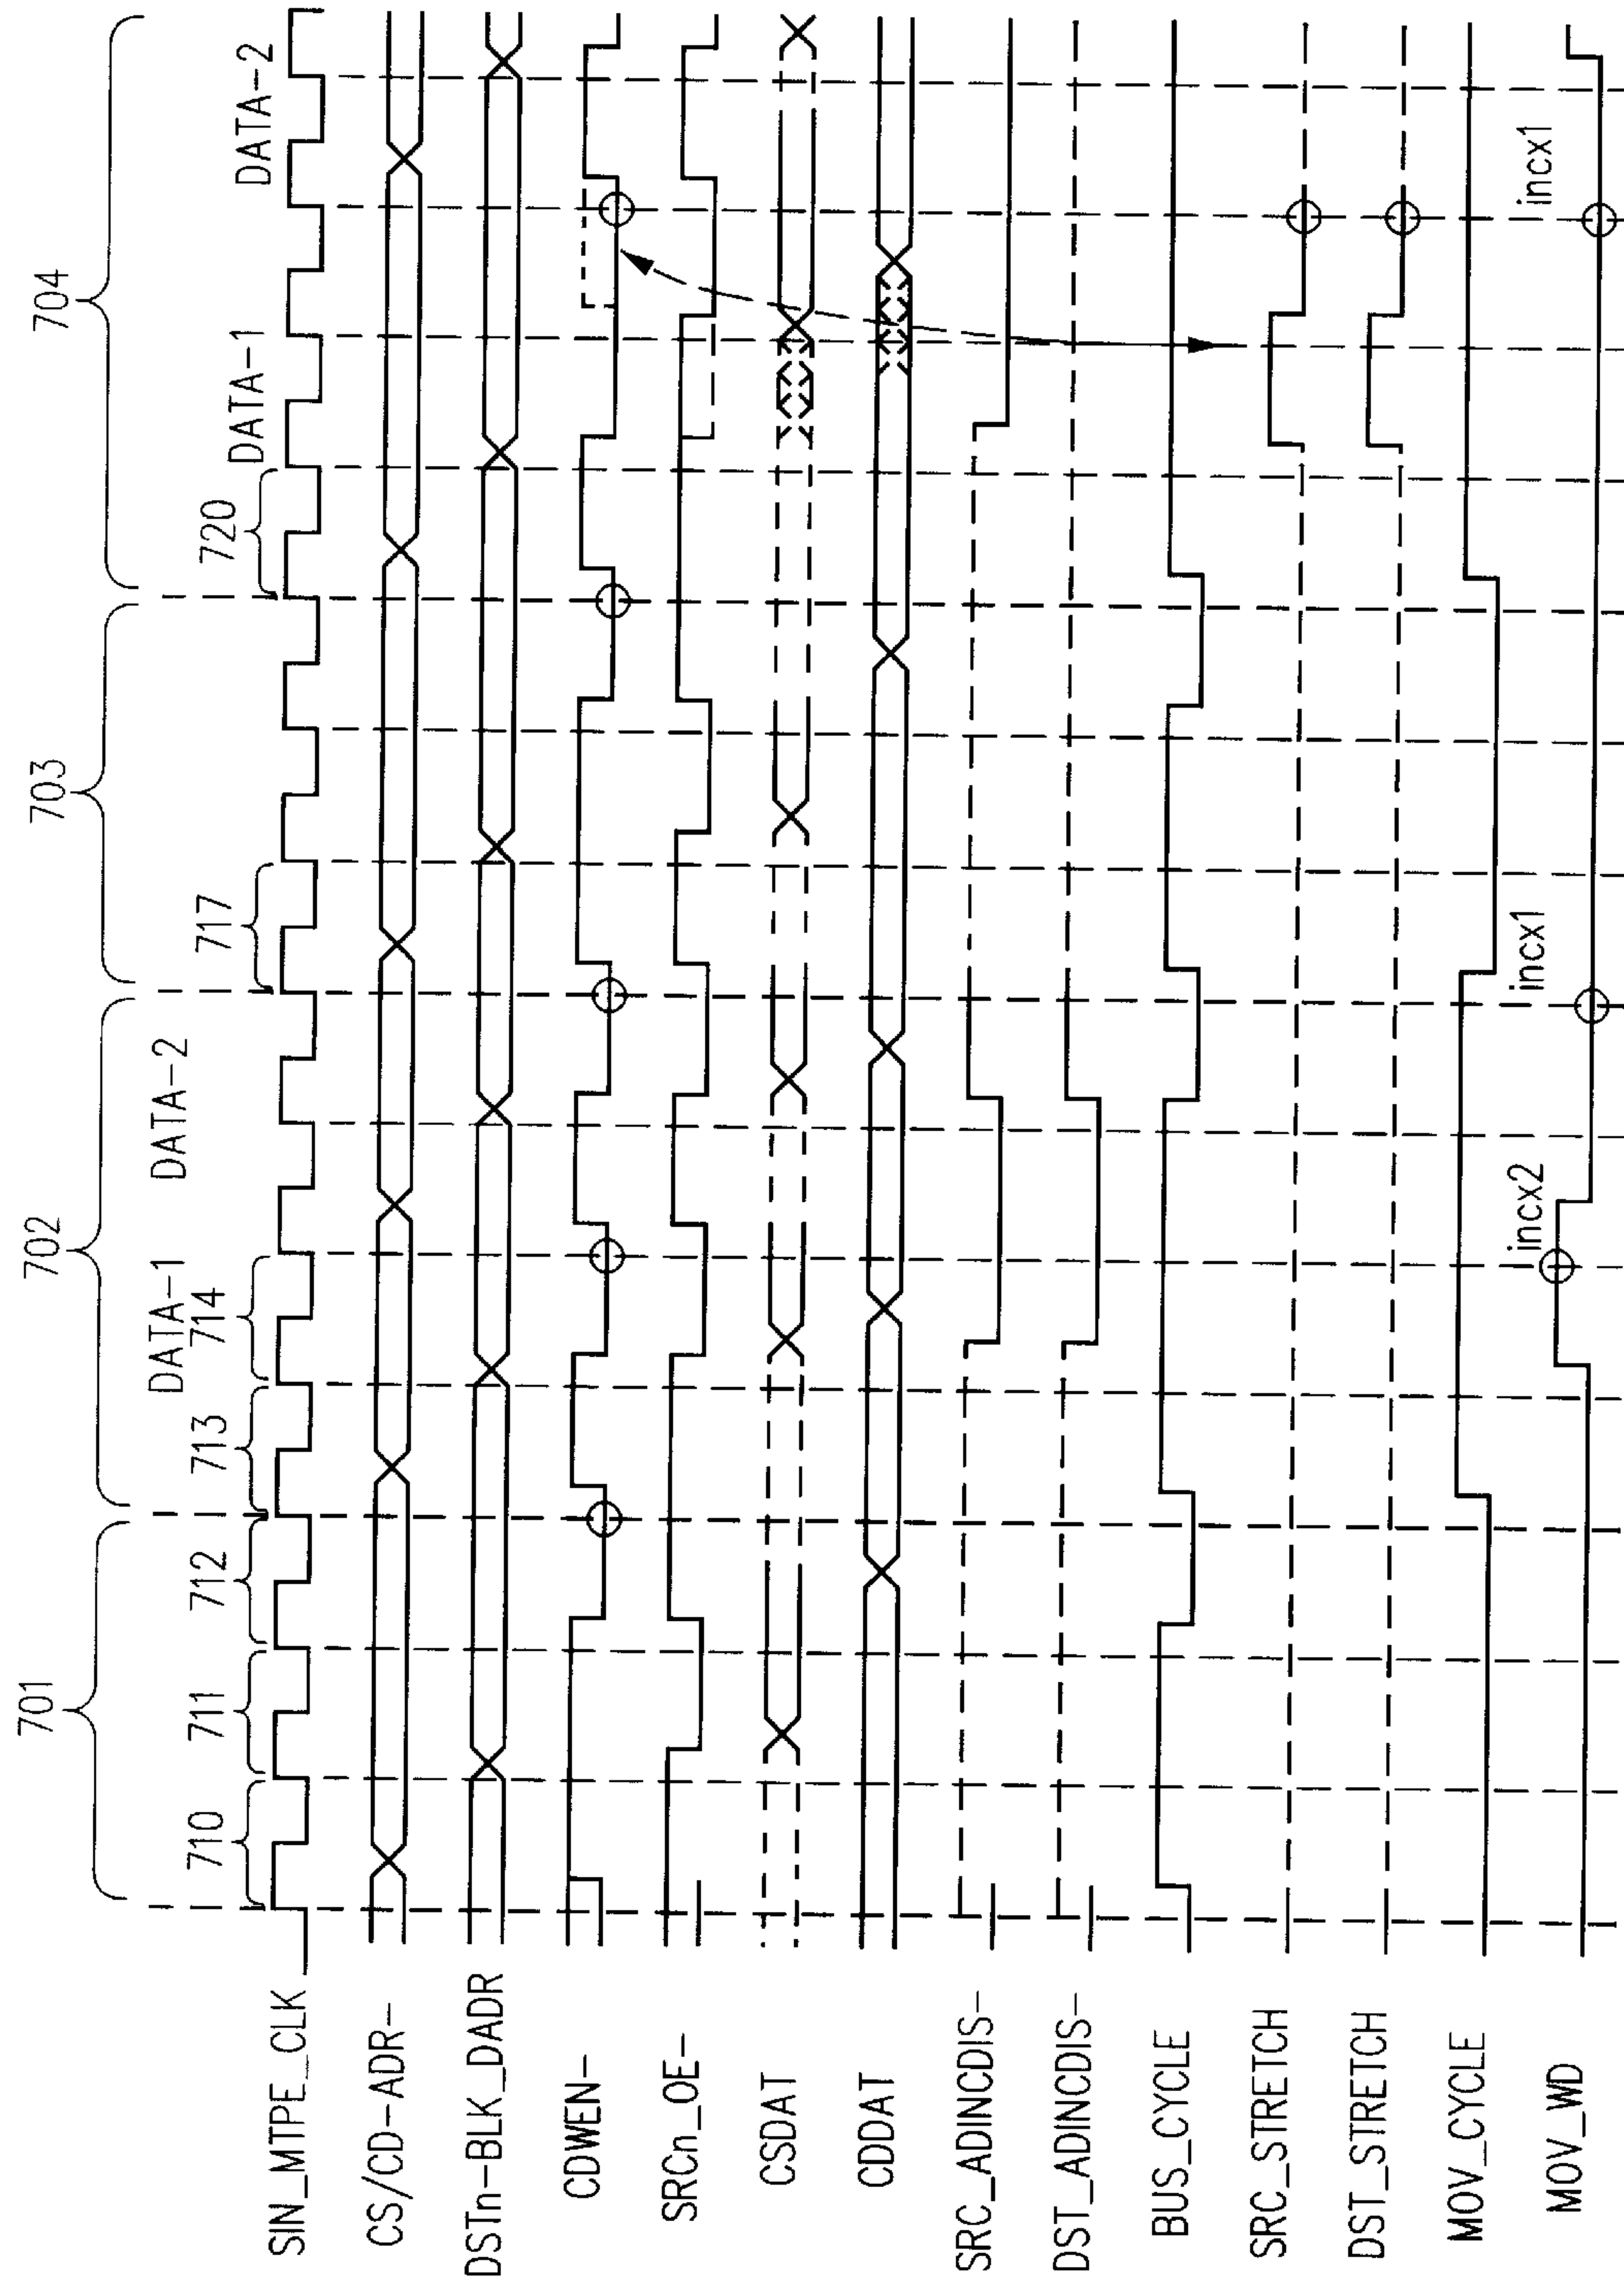 701
702
703
704
DATA-1
DATA-2
DATA-1
DATA-2
710
711
712
713
714
717
720
SIN_MTPE_CLK
CS/CD-ADR-
DSTn-BLK_DADR
CDWEN-
SRCn_OE-
CSDAT
CDDAT
SRC_ADINCDIS-
DST_ADINCDIS-
BUS_CYCLE
SRC_STRETCH
DST_STRETCH
MOV_CYCLE
incx2
incx1
incx1
MOV_WD